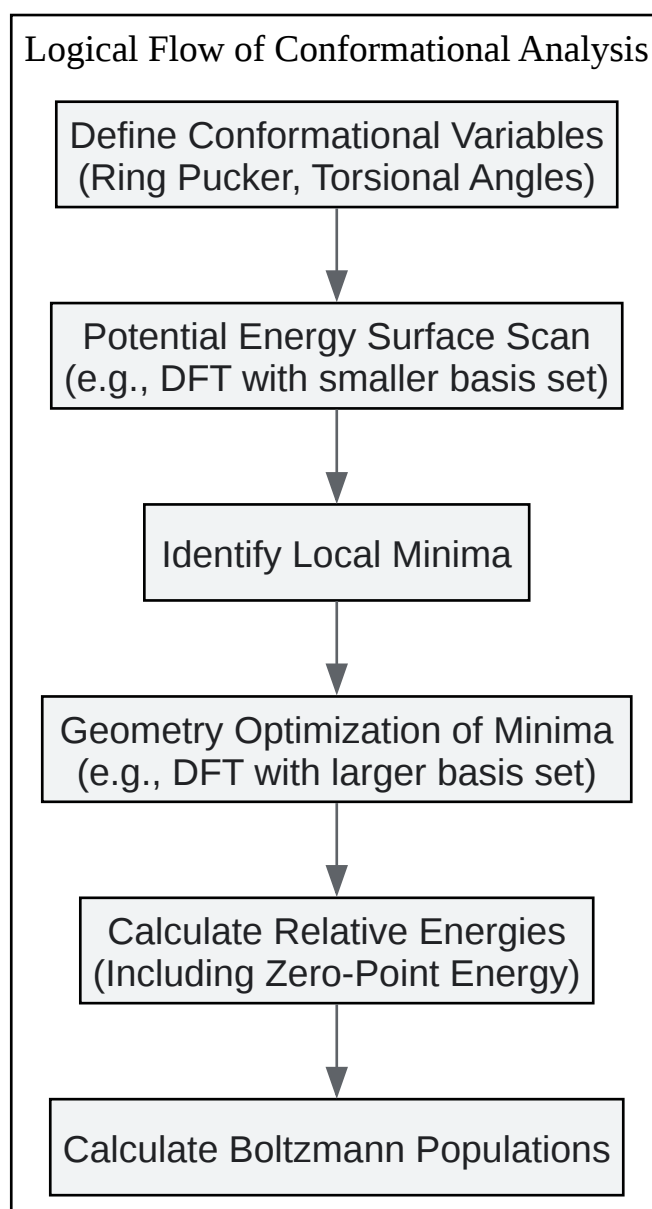 Logical Flow of Conformational Analysis
Define Conformational Variables
(Ring Pucker, Torsional Angles)
Potential Energy Surface Scan
(e.g., DFT with smaller basis set)
Identify Local Minima
Geometry Optimization of Minima
(e.g., DFT with larger basis set)
Calculate Relative Energies
(Including Zero-Point Energy)
Calculate Boltzmann Populations